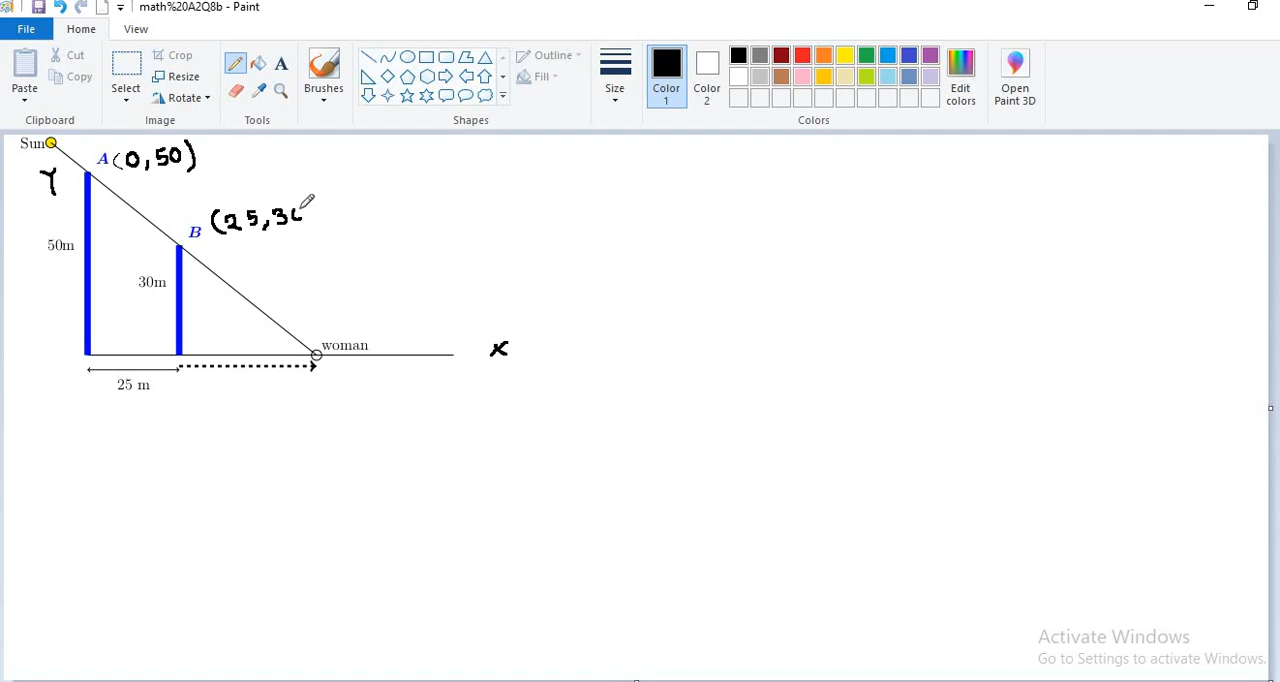 math%20A2Q8b - Paint
File Home View
Paste
Cut
Copy
Clipboard
Select
Crop
Resize
Rotate
Image
A
Tools
Brushes
Shapes
Outline
Fill
Size
Color 1
Color 2
Edit colors
Colors
Open Paint 3D
Sun
A (0,50)
Y
B (25,30
50m
30m
woman
X
25 m
Activate Windows
Go to Settings to activate Windows.